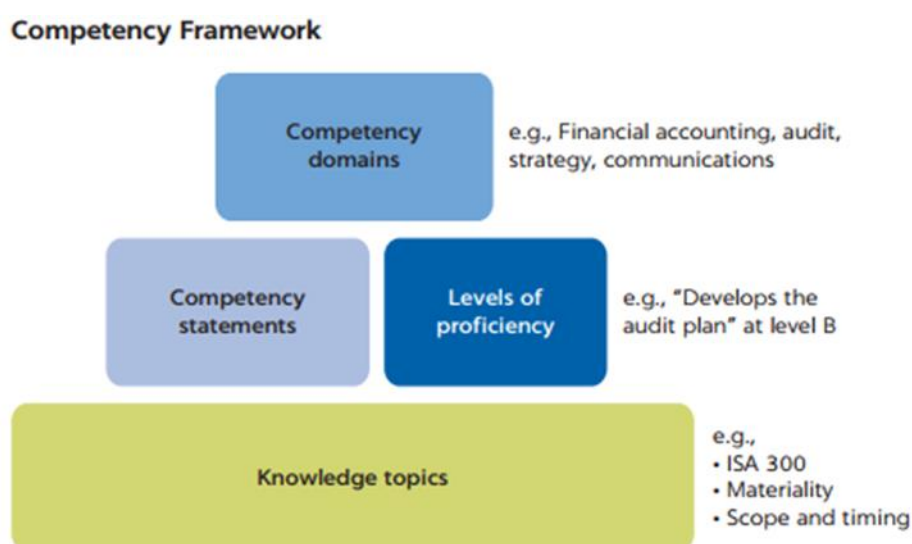 Competency Framework
Competency
domains
e.g., Financial accounting, audit,
strategy, communications
Competency
statements
Levels of
proficiency
e.g., “Develops the
audit plan” at level B
Knowledge topics
e.g.,
• ISA 300
• Materiality
• Scope and timing